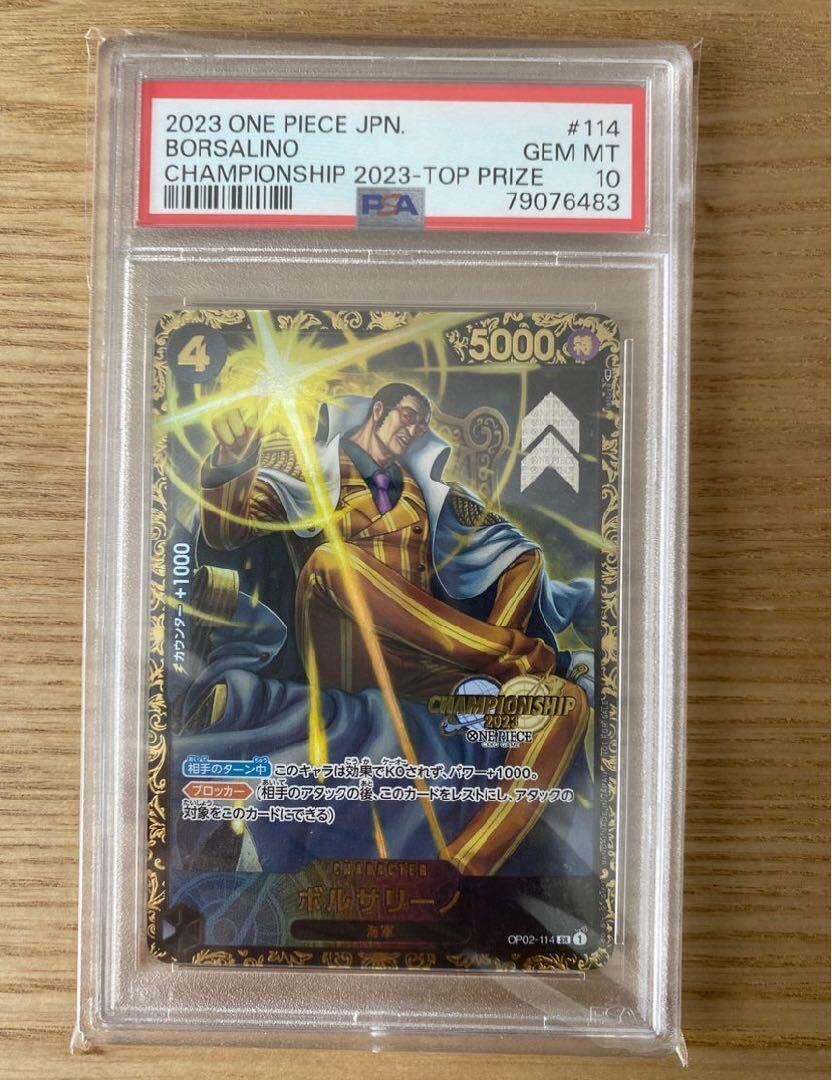 2023 ONE PIECE JPN. #114
BORSALINO GEM MT
CHAMPIONSHIP 2023-TOP PRIZE 10
PSA 79076483
4
5000 特
カウンター +1000
CHAMPIONSHIP
2023
ONE PIECE
CARD GAME
相手のターン中 このキャラは効果でKOされず、パワー+1000。
ブロッカー (相手のアタックの後、このカードをレストにし、アタックの
対象をこのカードにできる)
CHARACTER
ボルサリーノ
海軍
OP02-114 SR 1